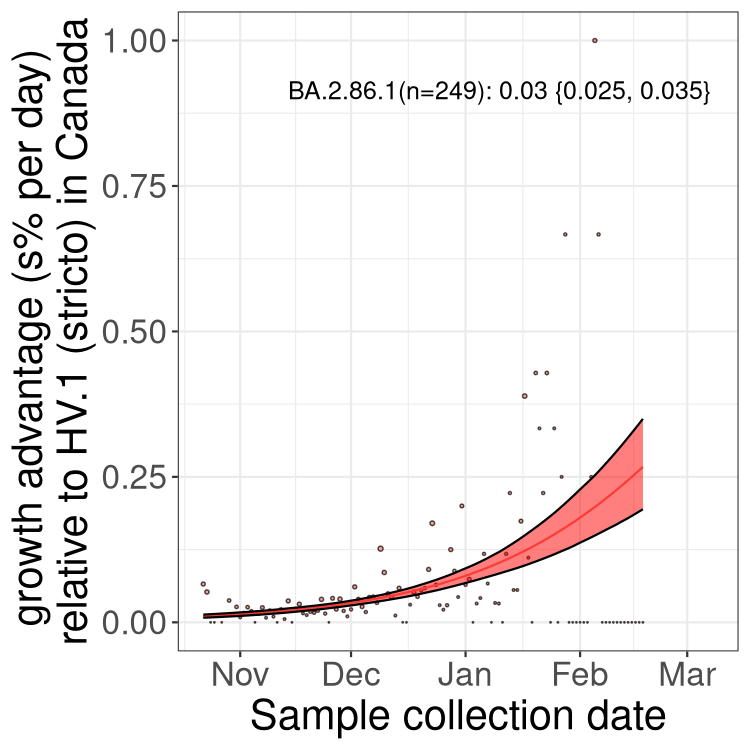 growth advantage (s% per day)
relative to HV.1 (stricto) in Canada
1.00
0.75
0.50
0.25
0.00
BA.2.86.1(n=249): 0.03 {0.025, 0.035}
Nov Dec Jan Feb Mar
Sample collection date